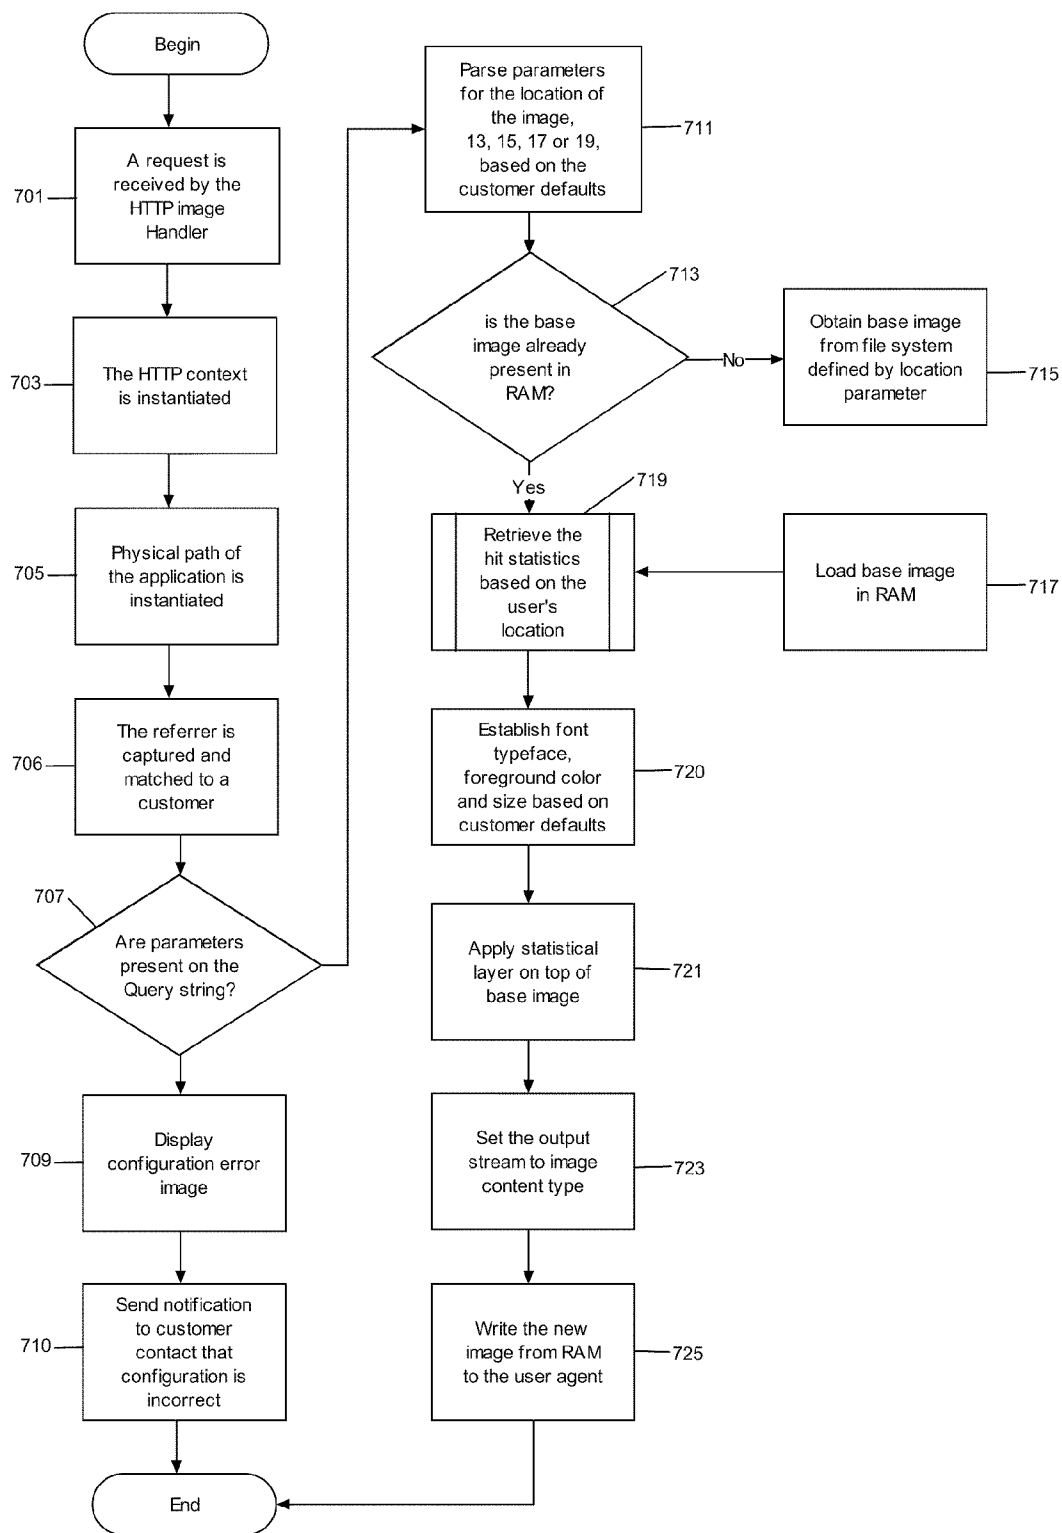 Begin
A request is
received by the
HTTP image
Handler
701
The HTTP context
is instantiated
703
Physical path of
the application is
instantiated
705
The referrer is
captured and
matched to a
customer
706
707
Are parameters
present on the
Query string?
Display
configuration error
image
709
Send notification
to customer
contact that
configuration is
incorrect
710
End
Parse parameters
for the location of
the image,
13, 15, 17 or 19,
based on the
customer defaults
711
713
is the base
image already
present in
RAM?
No
Obtain base image
from file system
defined by location
parameter
715
Yes
719
Retrieve the
hit statistics
based on the
user's
location
Load base image
in RAM
717
Establish font
typeface,
foreground color
and size based on
customer defaults
720
Apply statistical
layer on top of
base image
721
Set the output
stream to image
content type
723
Write the new
image from RAM
to the user agent
725